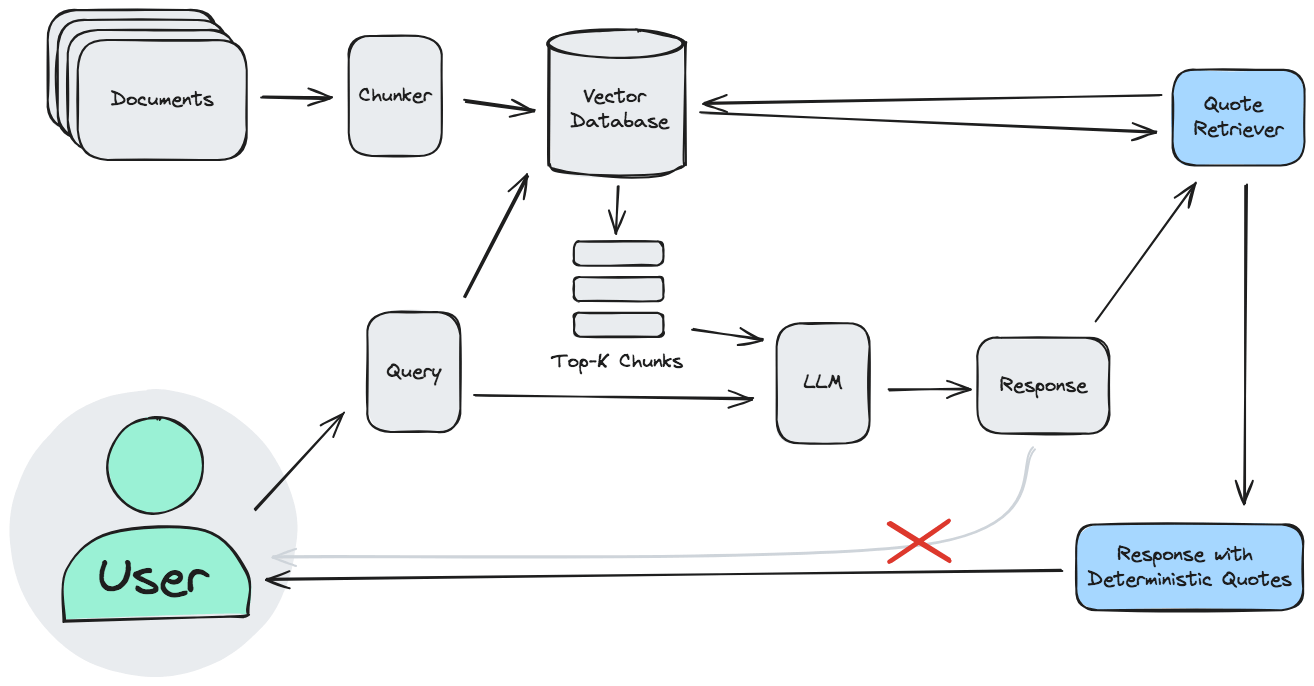 Documents
Chunker
Vector
Database
Quote
Retriever
Top-K Chunks
Query
LLM
Response
User
Response with
Deterministic Quotes